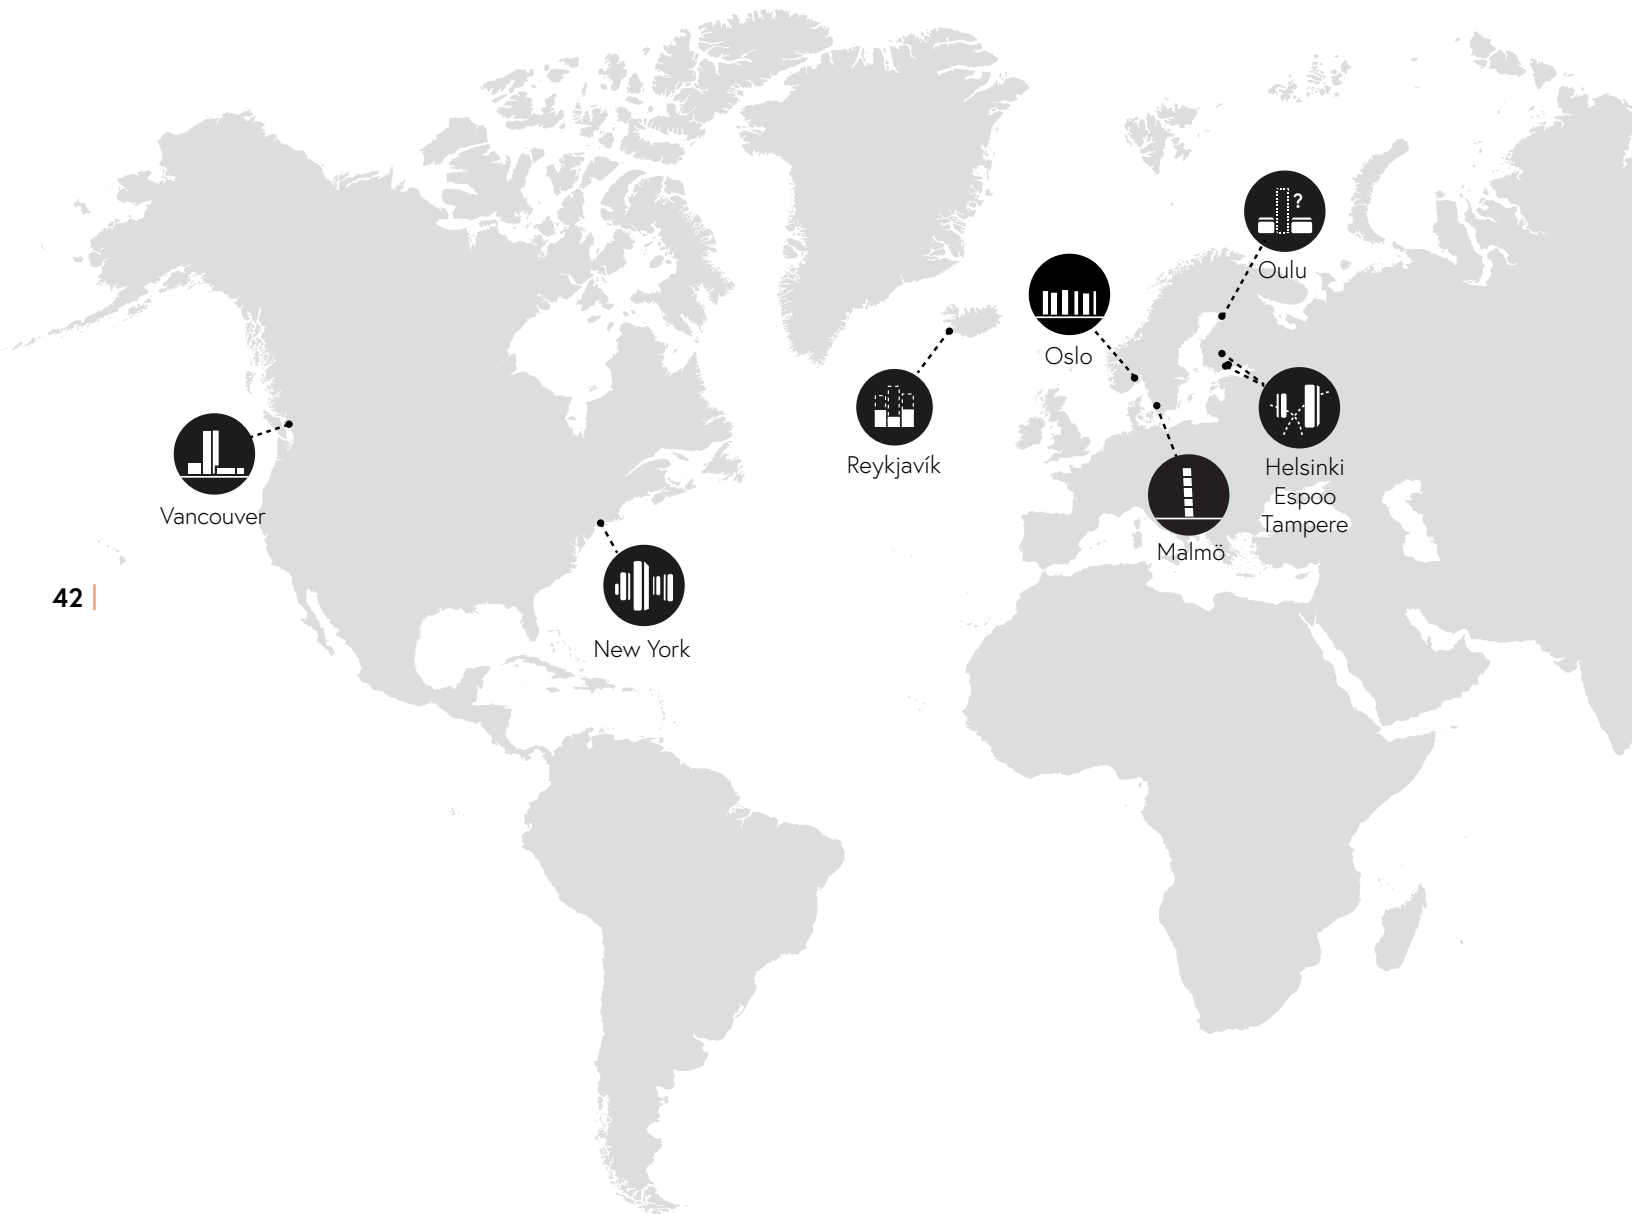 ?
Oulu
Oslo
Reykjavík
Helsinki
Espoo
Tampere
Vancouver
Malmö
42
New York